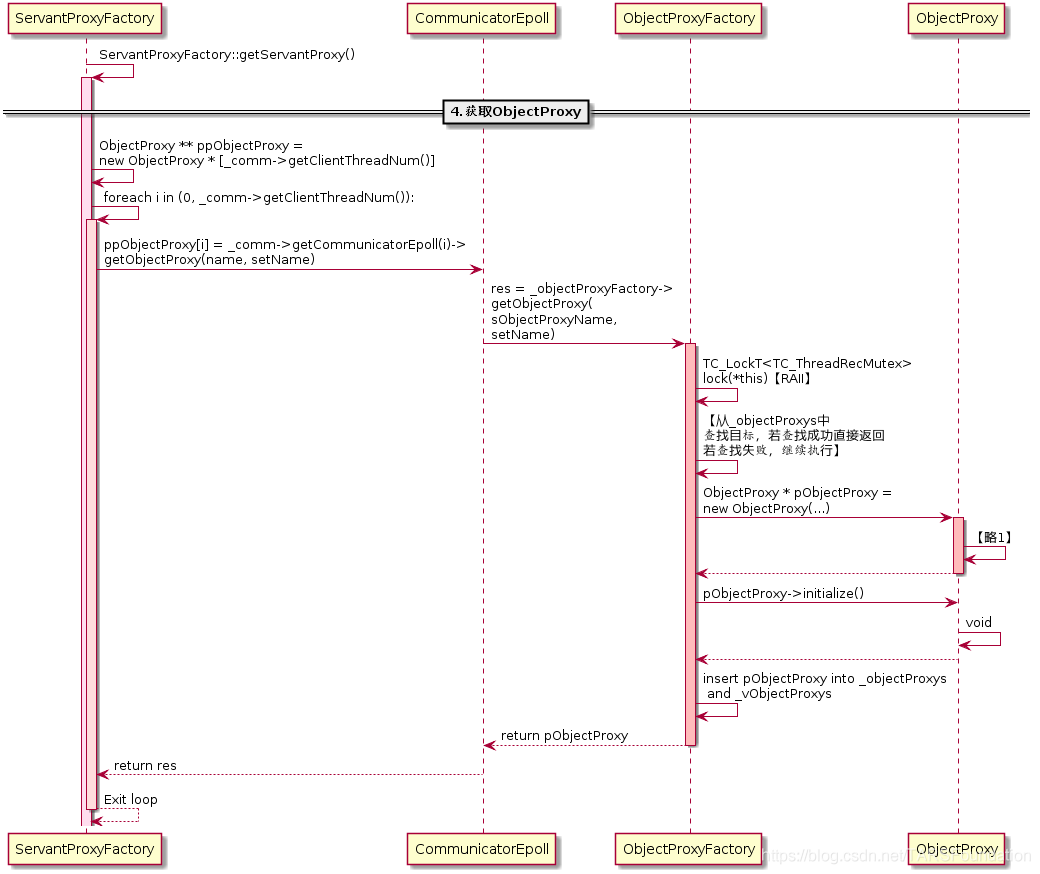 ServantProxyFactory
CommunicatorEpoll
ObjectProxyFactory
ObjectProxy
ServantProxyFactory::getServantProxy()
4.获取ObjectProxy
ObjectProxy ** ppObjectProxy =
new ObjectProxy * [_comm->getClientThreadNum()]
foreach i in (0, _comm->getClientThreadNum()):
ppObjectProxy[i] = _comm->getCommunicatorEpoll(i)->
getObjectProxy(name, setName)
res = _objectProxyFactory->
getObjectProxy(
sObjectProxyName,
setName)
TC_LockT<TC_ThreadRecMutex>
lock(*this)【RAII】
【从_objectProxys中
查找目标，若查找成功直接返回
若查找失败，继续执行】
ObjectProxy * pObjectProxy =
new ObjectProxy(...)
【略1】
pObjectProxy->initialize()
void
insert pObjectProxy into _objectProxys
and _vObjectProxys
return pObjectProxy
return res
Exit loop
ServantProxyFactory
CommunicatorEpoll
ObjectProxyFactory
ObjectProxy
https://blog.csdn.net/TARSFoundation